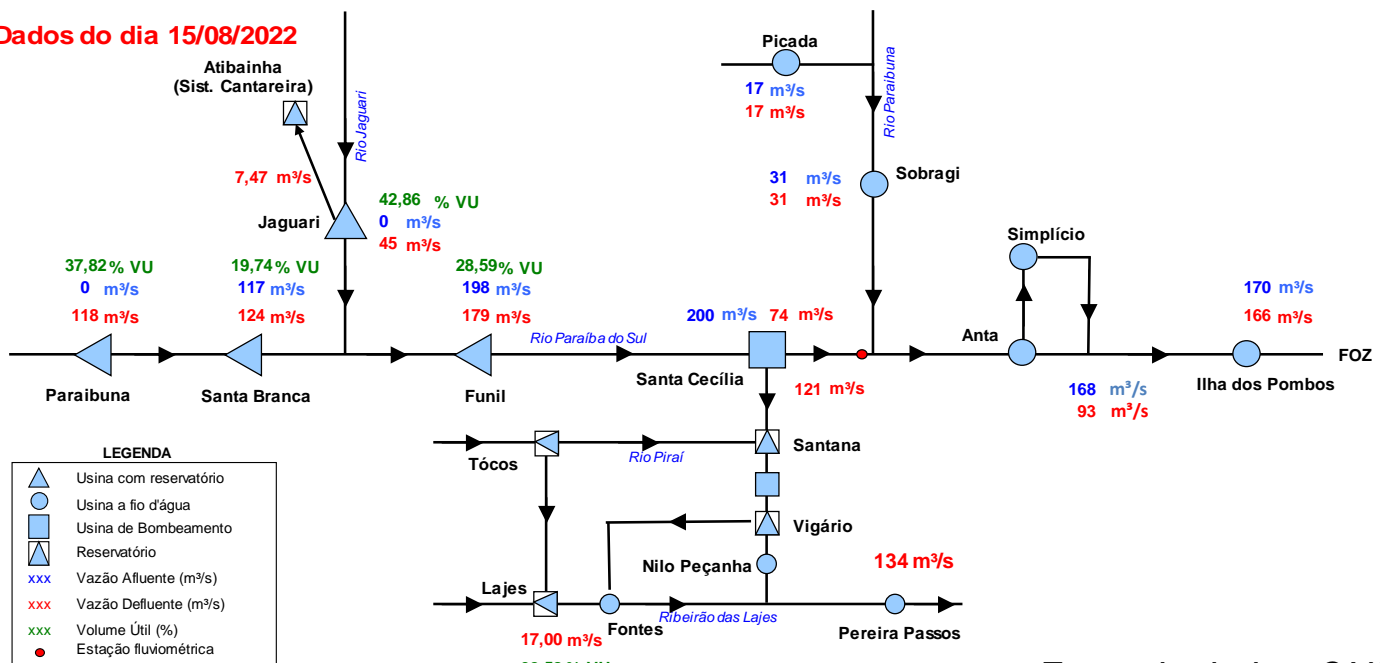 Dados do dia 15/08/2022
Picada
17 m³/s
17 m³/s
Rio Paraibuna
Atibainha
(Sist. Cantareira)
Rio Jaguari
7,47 m³/s
Jaguari
42,86 % VU
0 m³/s
45 m³/s
31 m³/s
31 m³/s
Sobragi
Simplício
37,82 % VU
0 m³/s
118 m³/s
Paraibuna
19,74 % VU
117 m³/s
124 m³/s
Santa Branca
28,59 % VU
198 m³/s
179 m³/s
Funil
Rio Paraíba do Sul
200 m³/s 74 m³/s
Santa Cecília
121 m³/s
Anta
168 m³/s
93 m³/s
170 m³/s
166 m³/s
Ilha dos Pombos
FOZ
Tócos
Rio Piraí
Santana
Vigário
Nilo Peçanha
134 m³/s
Lajes
17,00 m³/s
Fontes
Ribeirão das Lajes
Pereira Passos
LEGENDA
Usina com reservatório
Usina a fio d'água
Usina de Bombeamento
Reservatório
xxx Vazão Afluente (m³/s)
xxx Vazão Defluente (m³/s)
xxx Volume Útil (%)
Estação fluviométrica